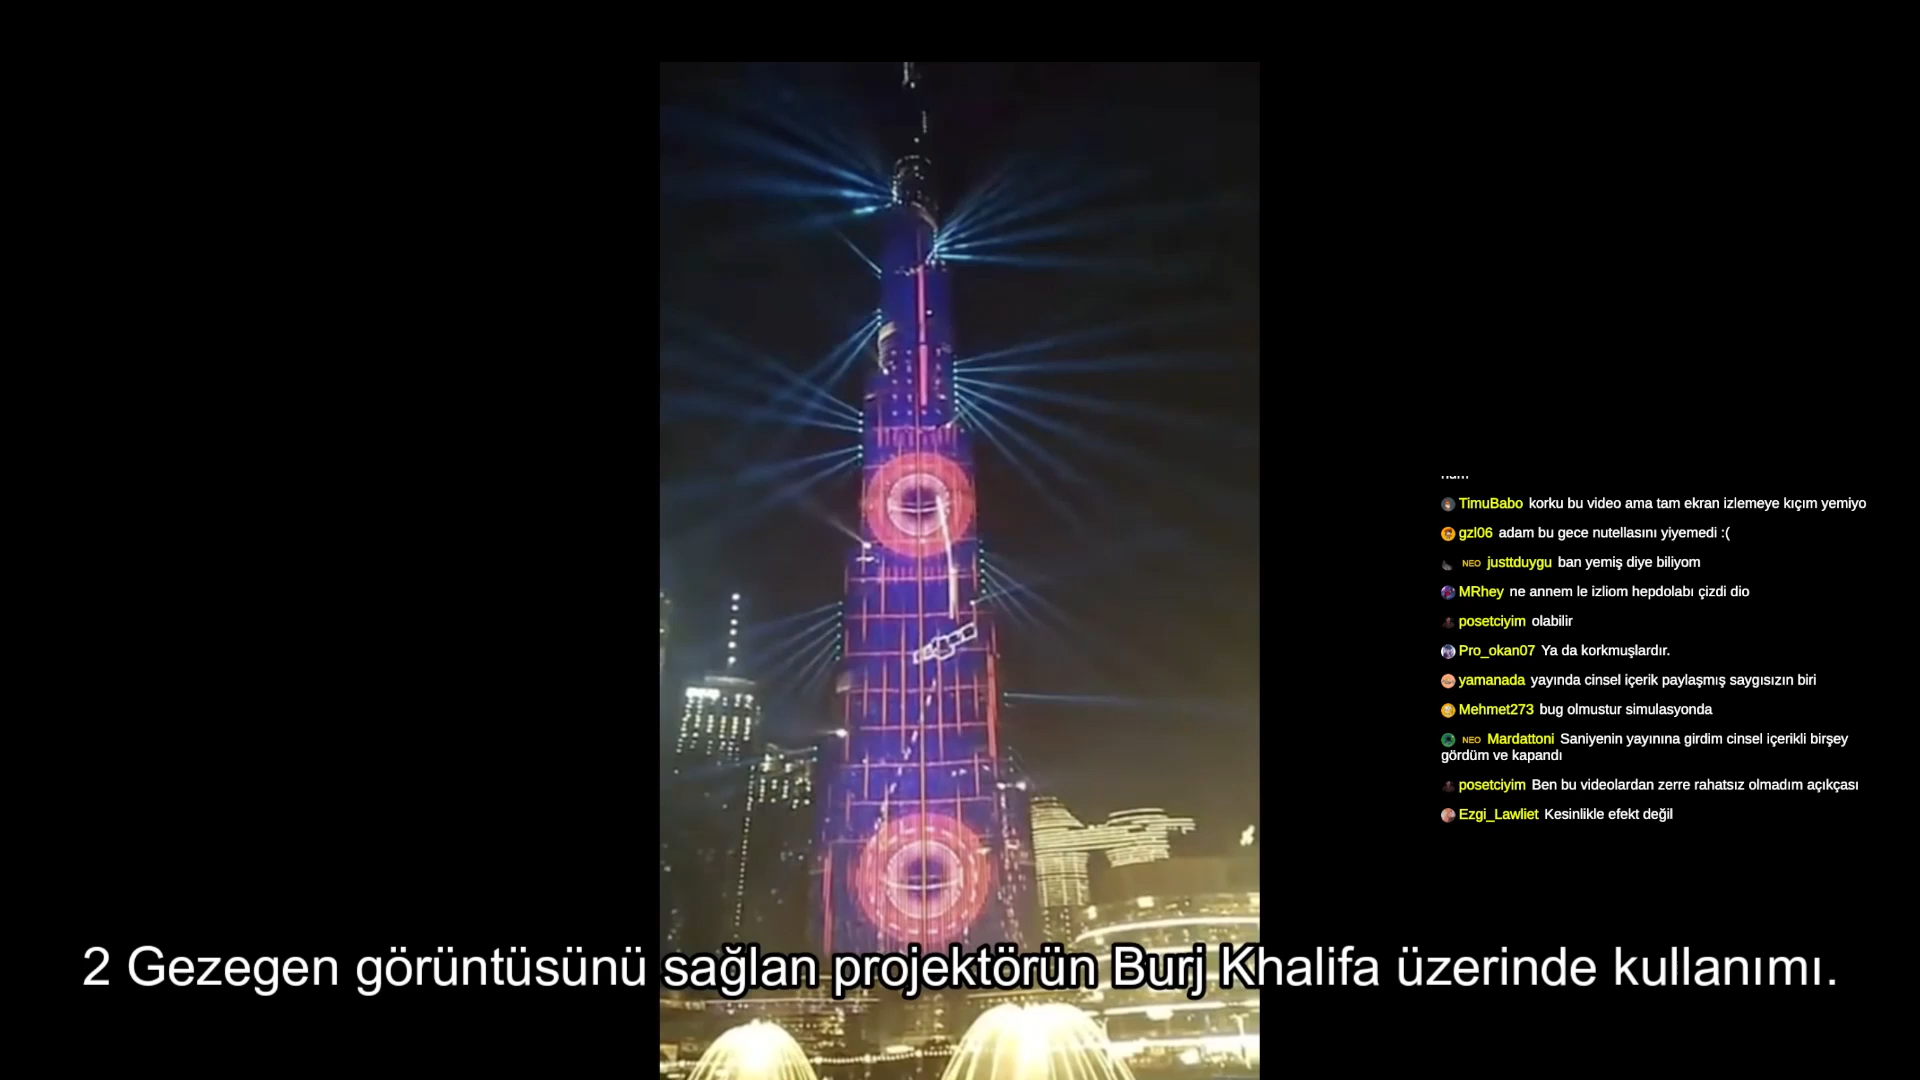 TimuBabo korku bu video ama tam ekran izlemeye kıçım yemiyo
gzl06 adam bu gece nutellasını yiyemedi :(
NEO justtduygu ban yemiş diye biliyom
MRhey ne annem le izliom hepdolabı çizdi dio
posetciyim olabilir
Pro_okan07 Ya da korkmuşlardır.
yamanada yayında cinsel içerik paylaşmış saygısızın biri
Mehmet273 bug olmustur simulasyonda
NEO Mardattoni Saniyenin yayınına girdim cinsel içerikli birşey
gördüm ve kapandı
posetciyim Ben bu videolardan zerre rahatsız olmadım açıkçası
Ezgi_Lawliet Kesinlikle efekt değil
2 Gezegen görüntüsünü sağlan projektörün Burj Khalifa üzerinde kullanımı.